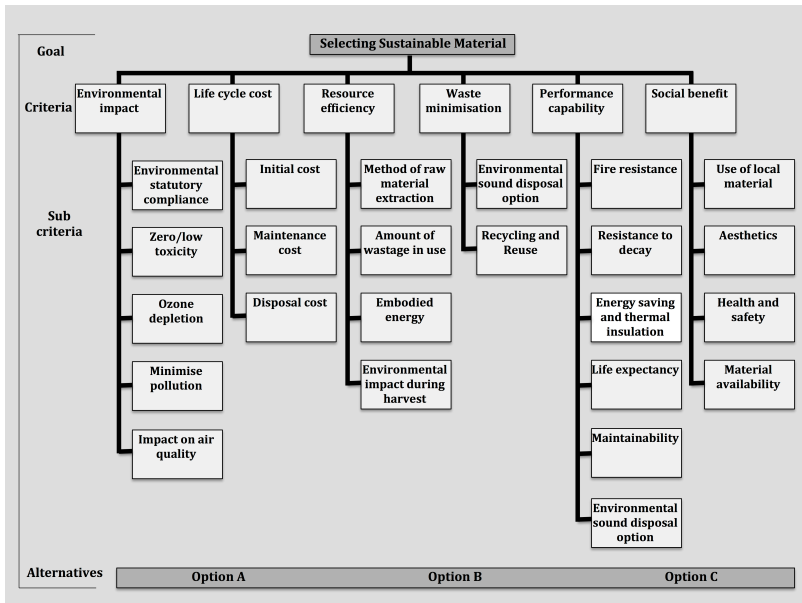 Goal
Selecting Sustainable Material
Criteria
Environmental
impact
Life cycle cost
Resource
efficiency
Waste
minimisation
Performance
capability
Social benefit
Sub
criteria
Environmental
statutory
compliance
Zero/low
toxicity
Ozone
depletion
Minimise
pollution
Impact on air
quality
Initial cost
Maintenance
cost
Disposal cost
Method of raw
material
extraction
Amount of
wastage in use
Embodied
energy
Environmental
impact during
harvest
Environmental
sound disposal
option
Recycling and
Reuse
Fire resistance
Resistance to
decay
Energy saving
and thermal
insulation
Life expectancy
Maintainability
Environmental
sound disposal
option
Use of local
material
Aesthetics
Health and
safety
Material
availability
Alternatives
Option A
Option B
Option C